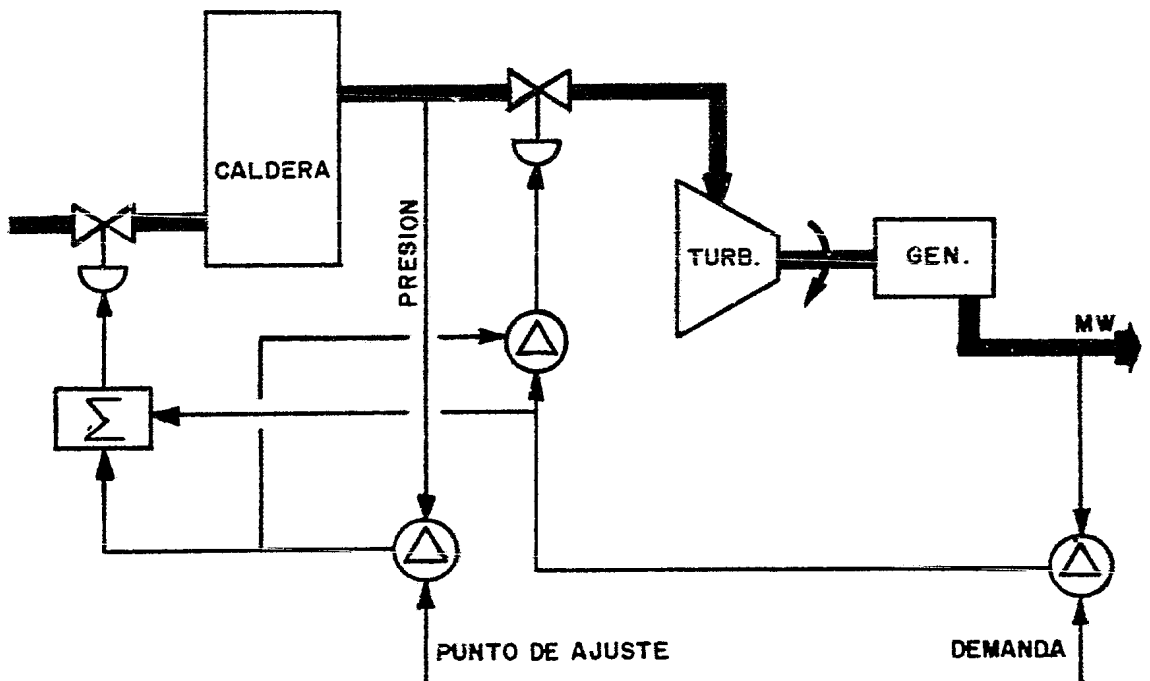 CALDERA
PRESION
TURB.
GEN.
MW
Σ
Δ
Δ
Δ
PUNTO DE AJUSTE
DEMANDA